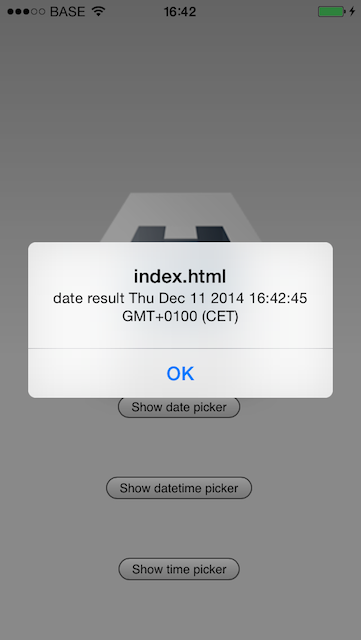 BASE 16:42
index.html
date result Thu Dec 11 2014 16:42:45
GMT+0100 (CET)
OK
Show date picker
Show datetime picker
Show time picker